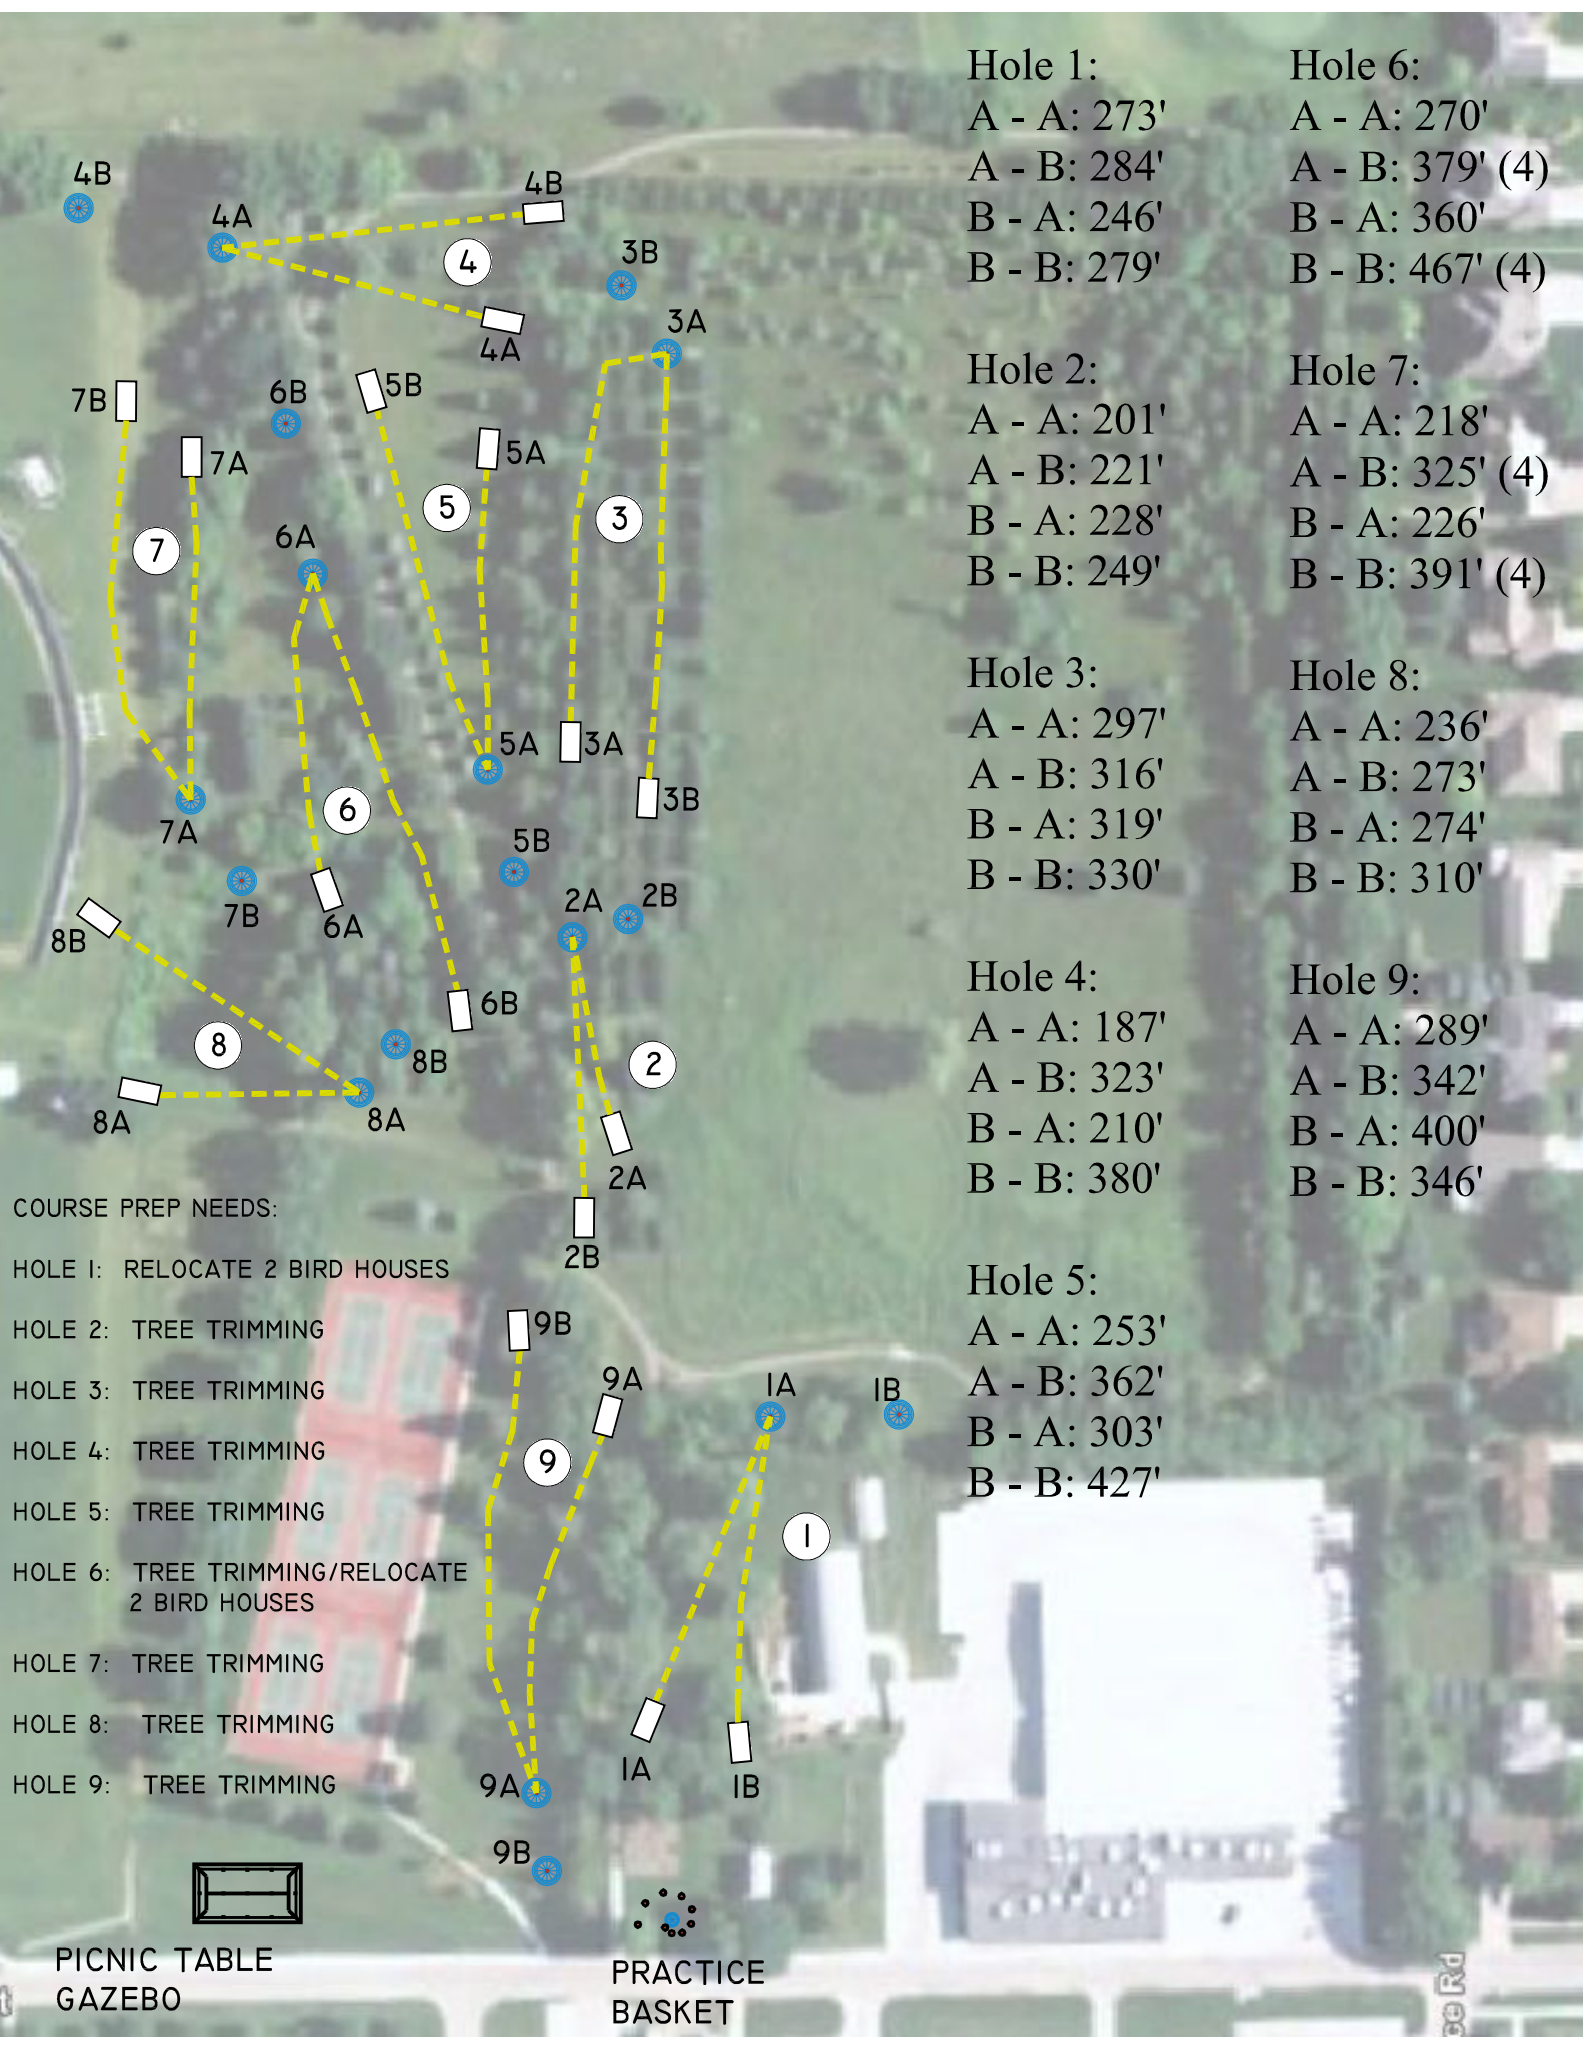 Hole 1:
A - A: 273'
A - B: 284'
B - A: 246'
B - B: 279'
Hole 2:
A - A: 201'
A - B: 221'
B - A: 228'
B - B: 249'
Hole 3:
A - A: 297'
A - B: 316'
B - A: 319'
B - B: 330'
Hole 4:
A - A: 187'
A - B: 323'
B - A: 210'
B - B: 380'
Hole 5:
A - A: 253'
A - B: 362'
B - A: 303'
B - B: 427'
Hole 6:
A - A: 270'
A - B: 379' (4)
B - A: 360'
B - B: 467' (4)
Hole 7:
A - A: 218'
A - B: 325' (4)
B - A: 226'
B - B: 391' (4)
Hole 8:
A - A: 236'
A - B: 273'
B - A: 274'
B - B: 310'
Hole 9:
A - A: 289'
A - B: 342'
B - A: 400'
B - B: 346'
4B
4A
4B
4
4A
3B
3A
7B
7A
6B
5B
5A
5
3
7
6A
5A
3A
3B
6
7A
5B
7B
6A
2A
2B
8B
6B
8
8B
2
8A
8A
2A
2B
9B
9A
1A
1B
9
1
1A
1B
9A
9B
COURSE PREP NEEDS:
HOLE 1: RELOCATE 2 BIRD HOUSES
HOLE 2: TREE TRIMMING
HOLE 3: TREE TRIMMING
HOLE 4: TREE TRIMMING
HOLE 5: TREE TRIMMING
HOLE 6: TREE TRIMMING/RELOCATE
2 BIRD HOUSES
HOLE 7: TREE TRIMMING
HOLE 8: TREE TRIMMING
HOLE 9: TREE TRIMMING
PICNIC TABLE
GAZEBO
PRACTICE
BASKET
Rd